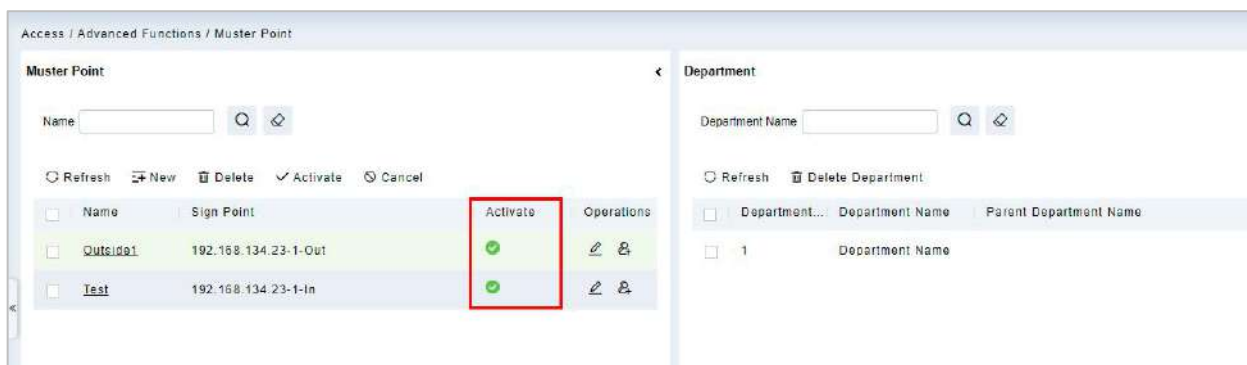 Access / Advanced Functions / Muster Point
Muster Point
Name
Refresh New Delete Activate Cancel
Name Sign Point Activate Operations
Outside1 192.168.134.23-1-Out
Test 192.168.134.23-1-In
Department
Department Name
Refresh Delete Department
Department... Department Name Parent Department Name
1 Department Name